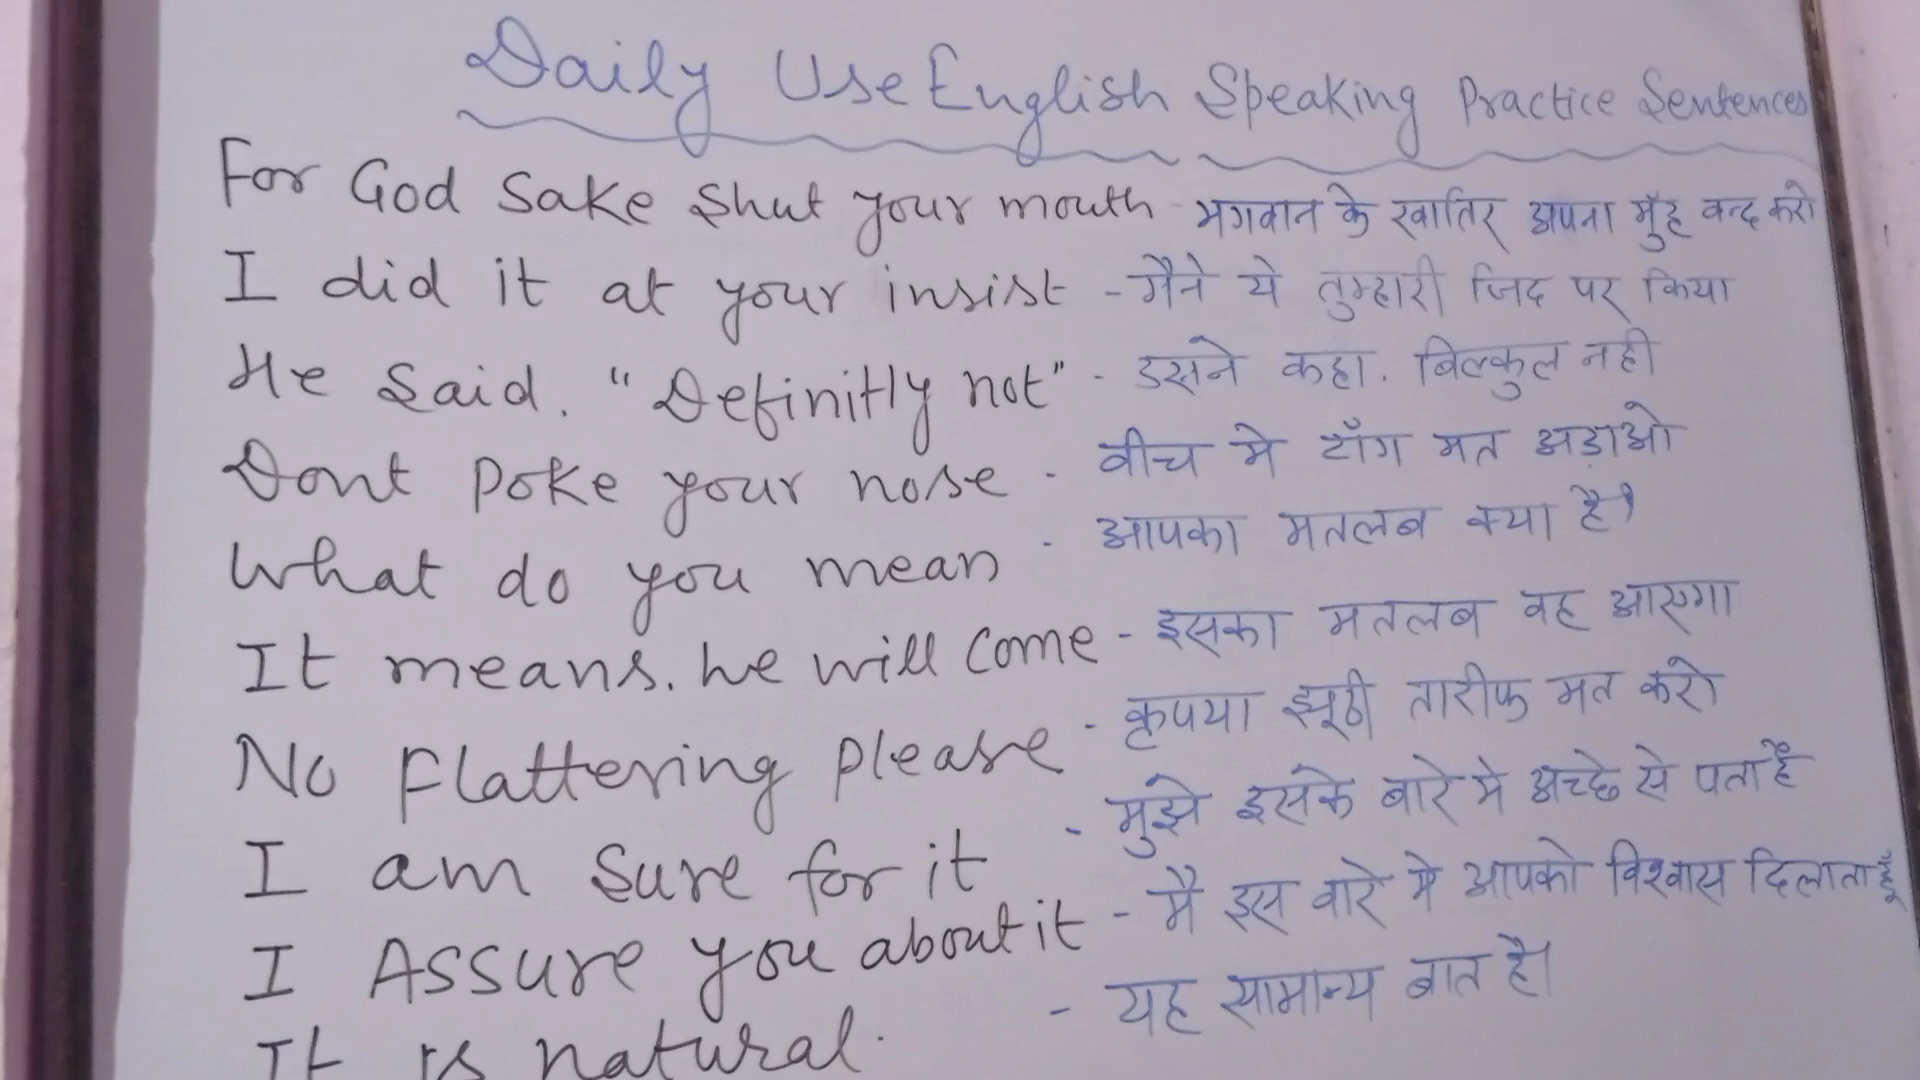 Daily Use English Speaking Practice Sentences
For God Sake Shut your mouth - भगवान के खातिर अपना मुँह बन्द करो
I did it at your insist - मैने ये तुम्हारी जिद पर किया
He Said. "Definitly not" - उसने कहा. बिल्कुल नही
Dont Poke your nose - बीच मे टाँग मत अड़ाओ
What do you mean - आपका मतलब क्या है।
It means. he will come - इसका मतलब वह आएगा
No Flattering Please - कृपया झूठी तारीफ मत करो
I am Sure for it - मुझे इसके बारे मे अच्छे से पता है
I Assure you about it - मै इस बारे मे आपको विश्वास दिलाता हूँ
It is natural. - यह सामान्य बात है।